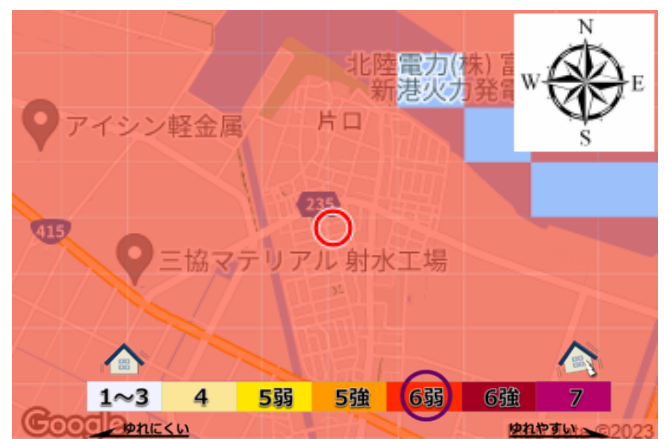 N
W E
S
北陸電力(株) 富
新港火力発電
アイシン軽金属
片口
235
415
三協マテリアル 射水工場
1～3 4 5弱 5強 6弱 6強 7
Google
ゆれにくい ゆれやすい
©2023